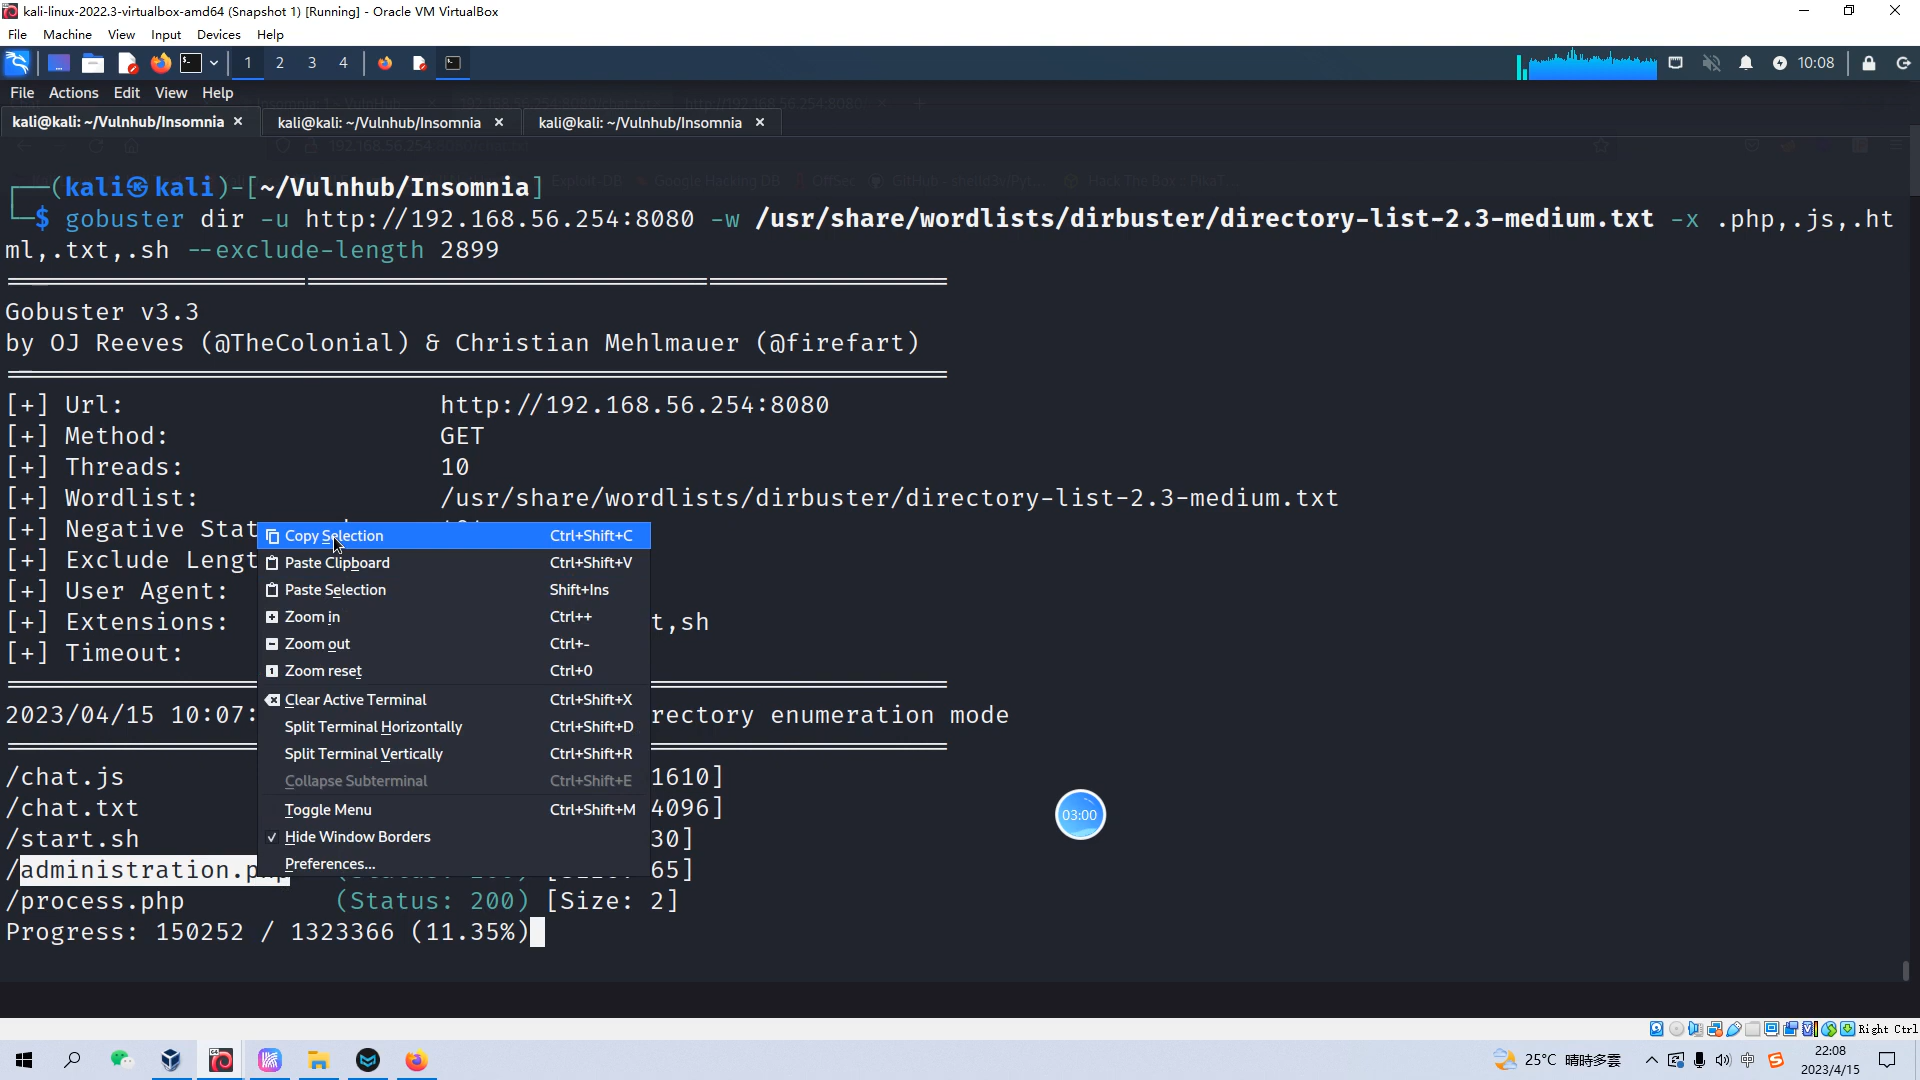 kali-linux-2022.3-virtualbox-amd64 (Snapshot 1) [Running] - Oracle VM VirtualBox
File Machine View Input Devices Help
1 2 3 4 10:08
File Actions Edit View Help
kali@kali: ~/Vulnhub/Insomnia × kali@kali: ~/Vulnhub/Insomnia × kali@kali: ~/Vulnhub/Insomnia ×
┌──(kali㉿kali)-[~/Vulnhub/Insomnia]
└─$ gobuster dir -u http://192.168.56.254:8080 -w /usr/share/wordlists/dirbuster/directory-list-2.3-medium.txt -x .php,.js,.ht
ml,.txt,.sh --exclude-length 2899
Gobuster v3.3
by OJ Reeves (@TheColonial) & Christian Mehlmauer (@firefart)
[+] Url: http://192.168.56.254:8080
[+] Method: GET
[+] Threads: 10
[+] Wordlist: /usr/share/wordlists/dirbuster/directory-list-2.3-medium.txt
[+] Negative Stat
[+] Exclude Lengt
[+] User Agent:
[+] Extensions: t,sh
[+] Timeout:
2023/04/15 10:07: rectory enumeration mode
/chat.js 1610]
/chat.txt 4096]
/start.sh 30]
/administration.php 65]
/process.php (Status: 200) [Size: 2]
Progress: 150252 / 1323366 (11.35%)
Copy Selection Ctrl+Shift+C
Paste Clipboard Ctrl+Shift+V
Paste Selection Shift+Ins
Zoom in Ctrl++
Zoom out Ctrl+-
Zoom reset Ctrl+0
Clear Active Terminal Ctrl+Shift+X
Split Terminal Horizontally Ctrl+Shift+D
Split Terminal Vertically Ctrl+Shift+R
Collapse Subterminal Ctrl+Shift+E
Toggle Menu Ctrl+Shift+M
Hide Window Borders
Preferences...
03:00
Right Ctrl
25°C 晴時多雲 中 22:08
2023/4/15